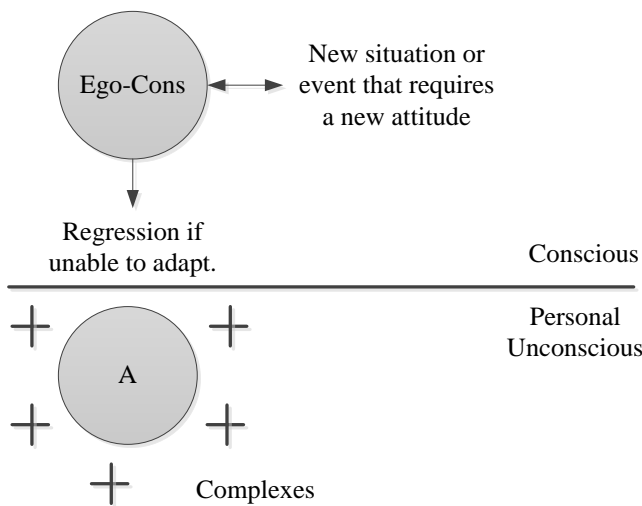 Ego-Cons
New situation or
event that requires
a new attitude
Regression if
unable to adapt.
Conscious
Personal
Unconscious
A
Complexes